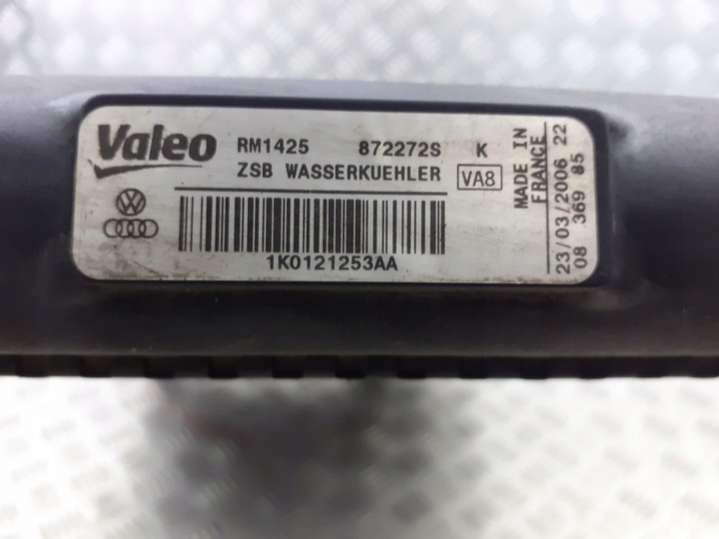 Valeo RM1425 872272S K
ZSB WASSERKUEHLER VA8
1K0121253AA
MADE IN
FRANCE
23/03/2006 22
08 369 85